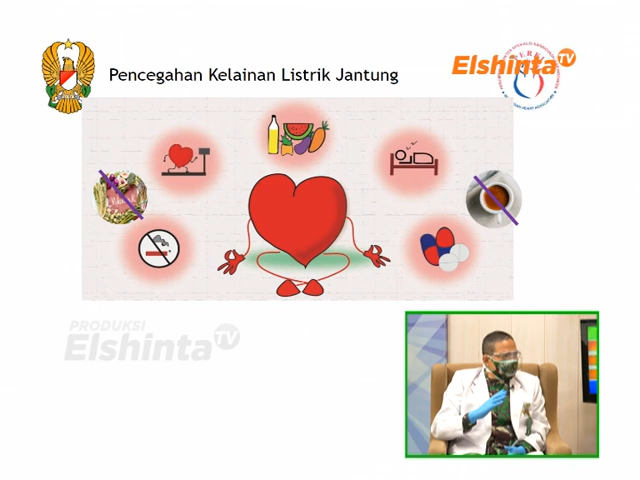 Pencegahan Kelainan Listrik Jantung
Elshinta TV
PRODUKSI
Elshinta TV